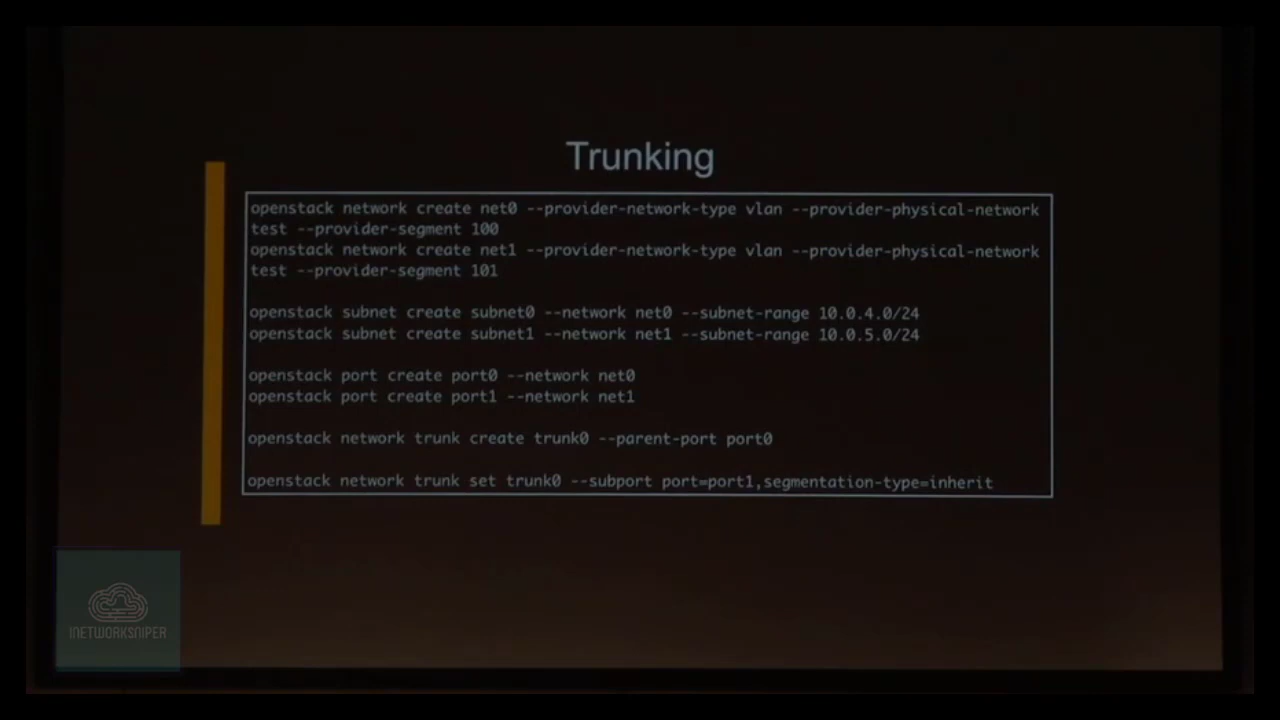 Trunking
openstack network create net0 --provider-network-type vlan --provider-physical-network
test --provider-segment 100
openstack network create net1 --provider-network-type vlan --provider-physical-network
test --provider-segment 101
openstack subnet create subnet0 --network net0 --subnet-range 10.0.4.0/24
openstack subnet create subnet1 --network net1 --subnet-range 10.0.5.0/24
openstack port create port0 --network net0
openstack port create port1 --network net1
openstack network trunk create trunk0 --parent-port port0
openstack network trunk set trunk0 --subport port=port1,segmentation-type=inherit
INETWORKSNIPER